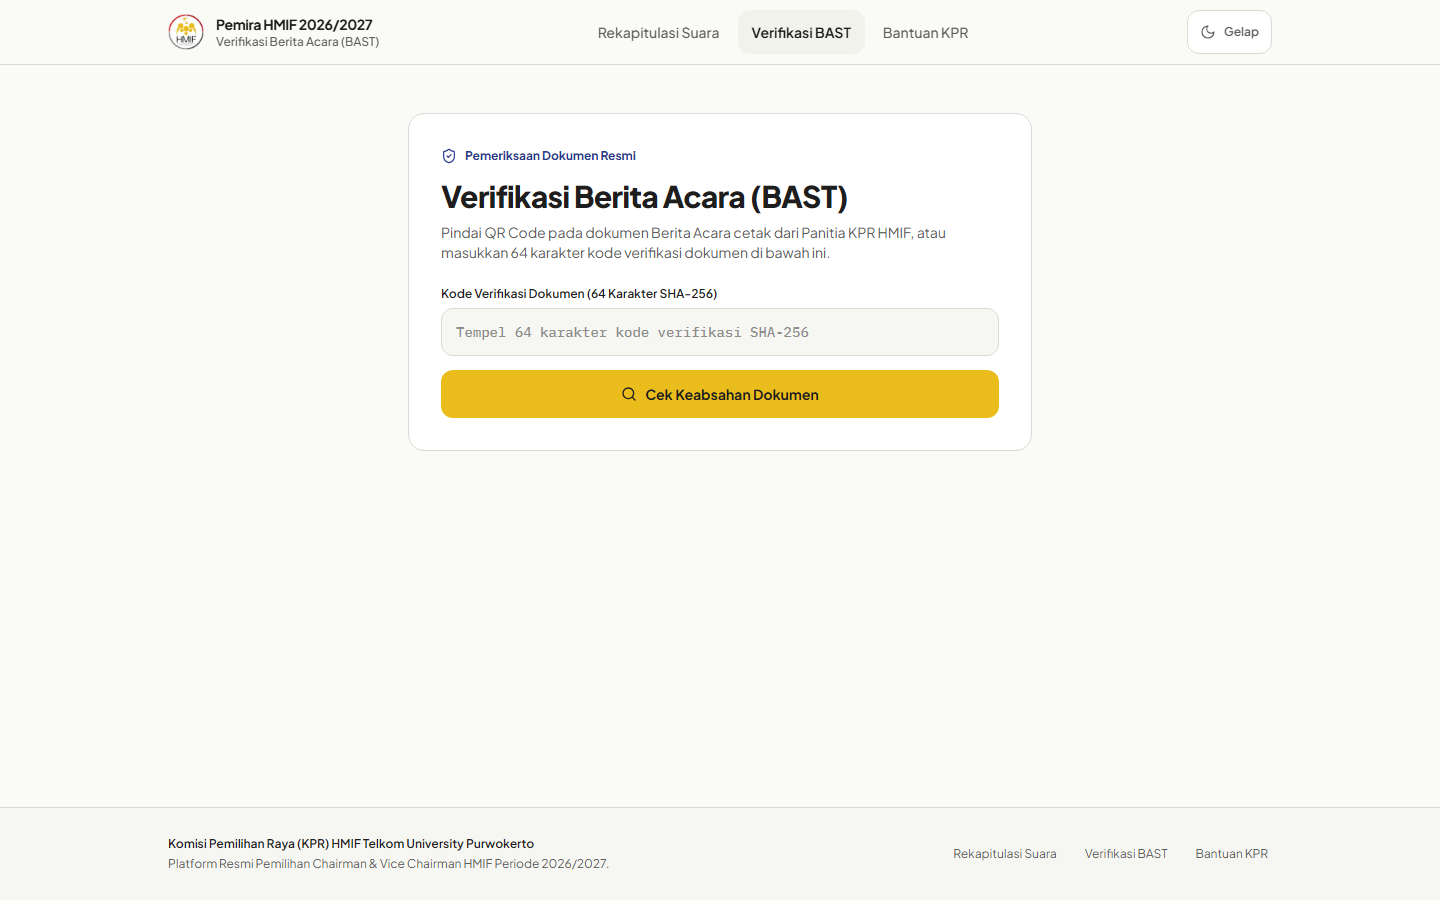 HMIF
Pemira HMIF 2026/2027
Verifikasi Berita Acara (BAST)
Rekapitulasi Suara
Verifikasi BAST
Bantuan KPR
Gelap
Pemeriksaan Dokumen Resmi
Verifikasi Berita Acara (BAST)
Pindai QR Code pada dokumen Berita Acara cetak dari Panitia KPR HMIF, atau
masukkan 64 karakter kode verifikasi dokumen di bawah ini.
Kode Verifikasi Dokumen (64 Karakter SHA-256)
Tempel 64 karakter kode verifikasi SHA-256
Cek Keabsahan Dokumen
Komisi Pemilihan Raya (KPR) HMIF Telkom University Purwokerto
Platform Resmi Pemilihan Chairman & Vice Chairman HMIF Periode 2026/2027.
Rekapitulasi Suara
Verifikasi BAST
Bantuan KPR